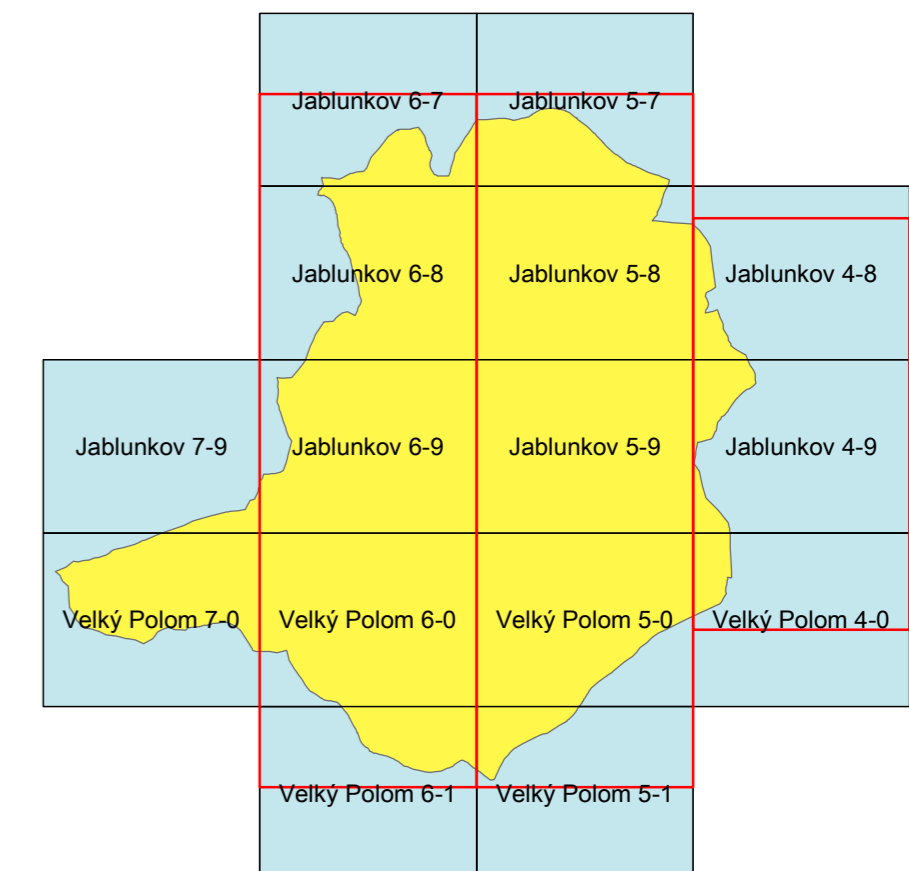 Jablunkov 6-7
Jablunkov 5-7
Jablunkov 6-8
Jablunkov 5-8
Jablunkov 4-8
Jablunkov 7-9
Jablunkov 6-9
Jablunkov 5-9
Jablunkov 4-9
Velký Polom 7-0
Velký Polom 6-0
Velký Polom 5-0
Velký Polom 4-0
Velký Polom 6-1
Velký Polom 5-1